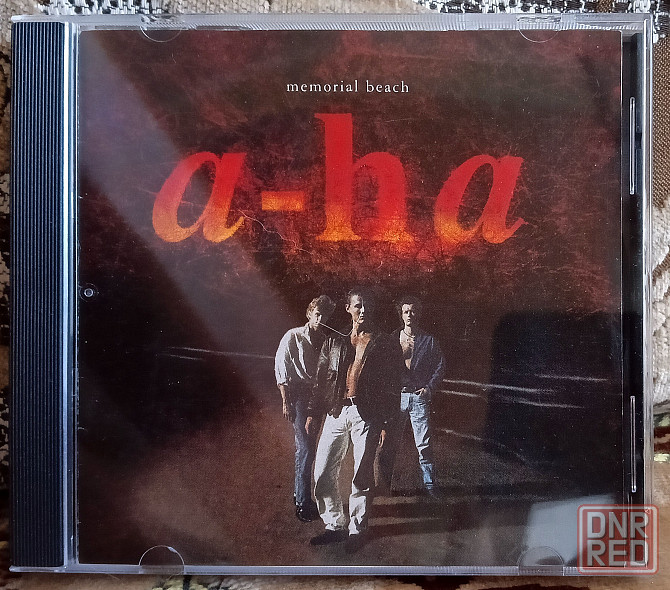 memorial beach
a-ha
DNR
RED